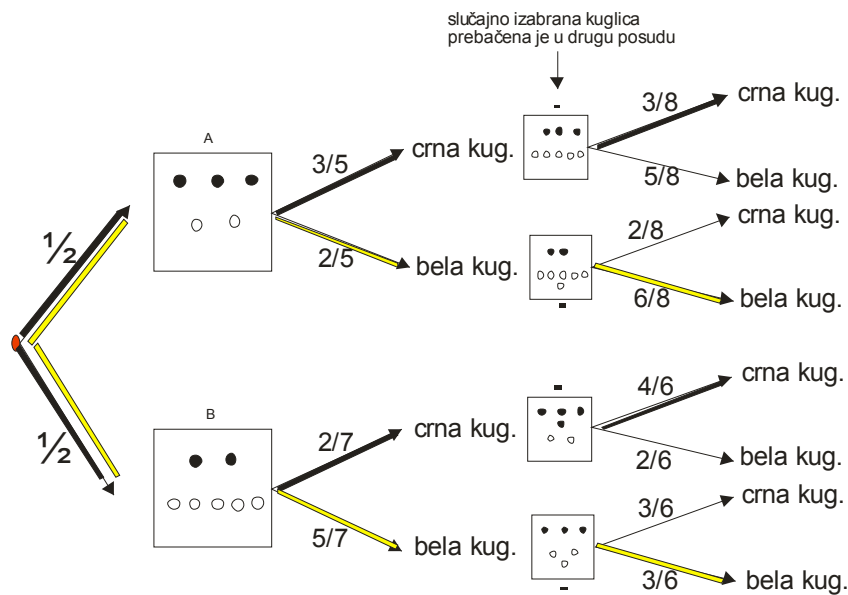 slučajno izabrana kuglica
prebačena je u drugu posudu
A
½
3/5
crna kug.
2/5
bela kug.
3/8
crna kug.
5/8
bela kug.
2/8
crna kug.
6/8
bela kug.
B
½
2/7
crna kug.
5/7
bela kug.
4/6
crna kug.
2/6
bela kug.
3/6
crna kug.
3/6
bela kug.